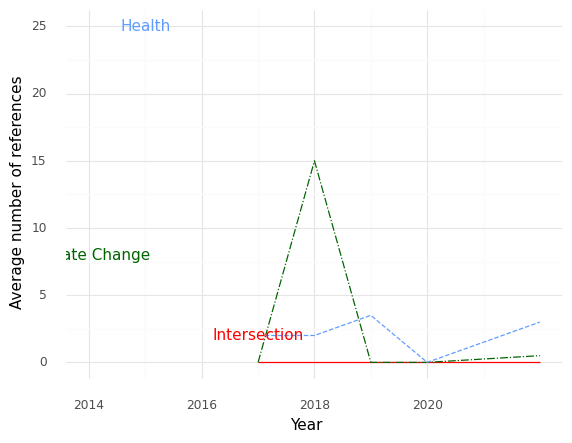 25
Health
20
15
10
ate Change
5
Intersection
0
Average number of references
2014 2016 2018 2020
Year